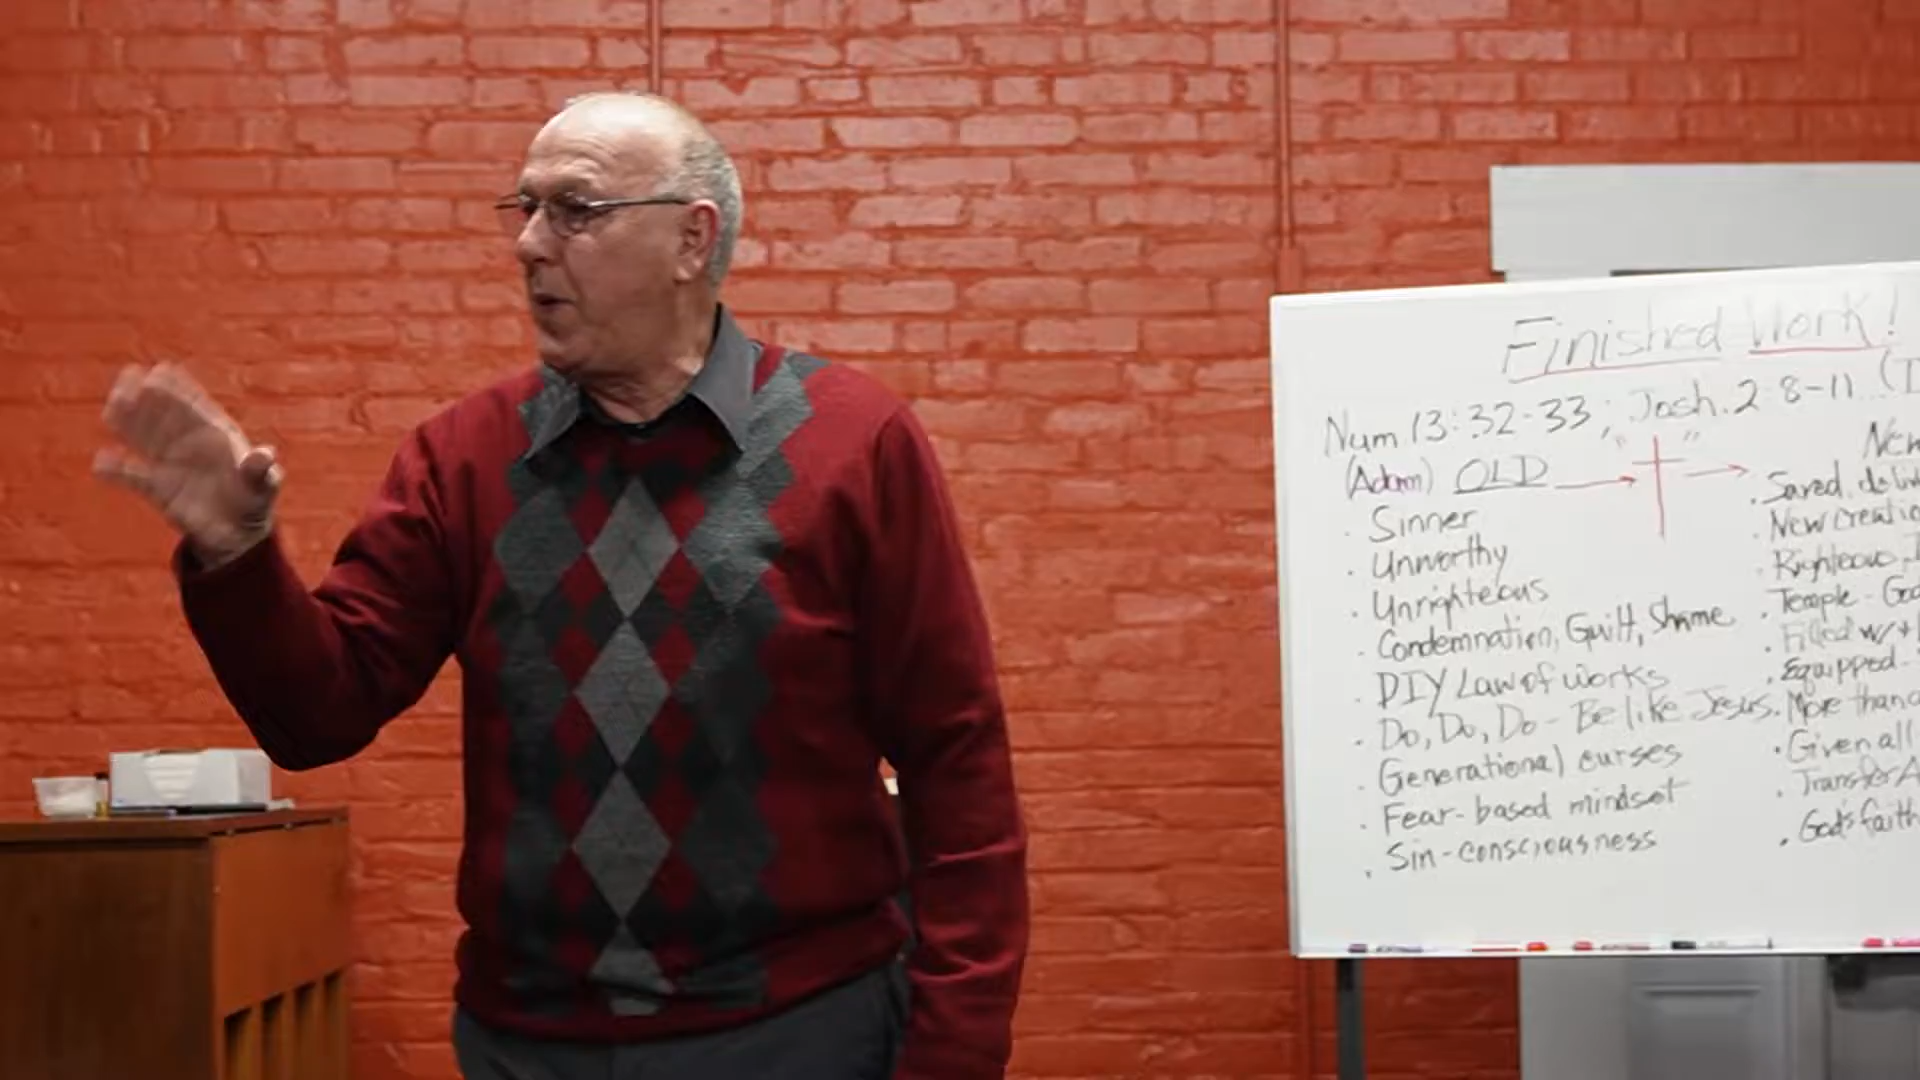 Finished Work!
Num 13:32-33; Josh. 2:8-11
(Adam) OLD
· Sinner
· Unworthy
· Unrighteous
· Condemnation, Guilt, Shame
· DIY Law of works
· Do, Do, Do - Be like Jesus
· Generational curses
· Fear-based mindset
· Sin-consciousness
New
· Saved,
· New
· Righteous,
· Temple -
· Filled w/
· Equipped -
· More than
· Given all
· Transfer
· God's faith